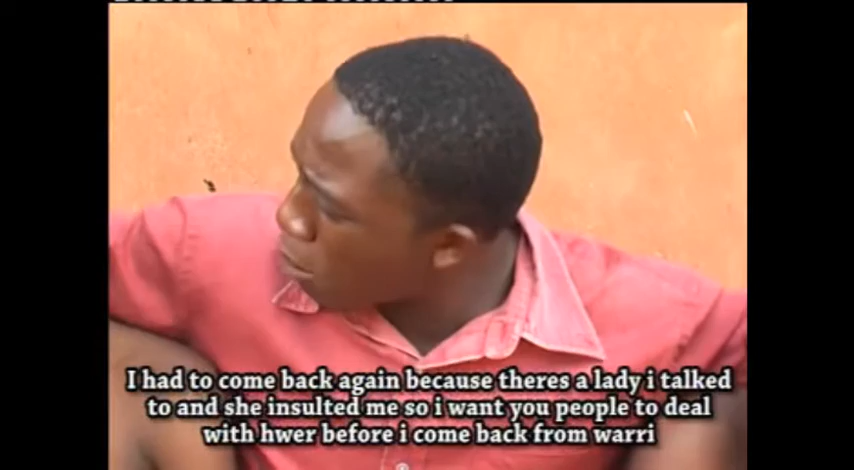 I had to come back again because theres a lady i talked
to and she insulted me so i want you people to deal
with hwer before i come back from warri